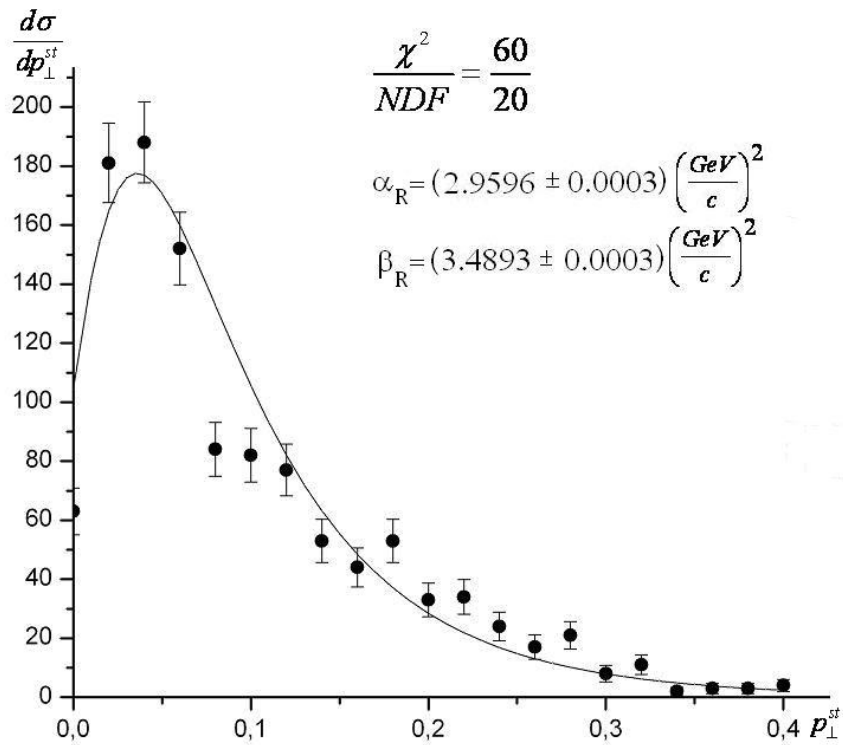 dσ
dp⊥^st
χ²/NDF = 60/20
α_R=(2.9596 ± 0.0003)(GeV/c)²
β_R=(3.4893 ± 0.0003)(GeV/c)²
200
180
160
140
120
100
80
60
40
20
0
0,0 0,1 0,2 0,3 0,4 p⊥^st